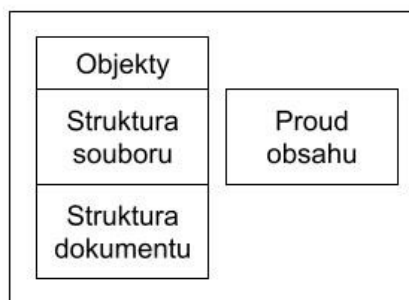 Objekty
Struktura
souboru
Proud
obsahu
Struktura
dokumentu